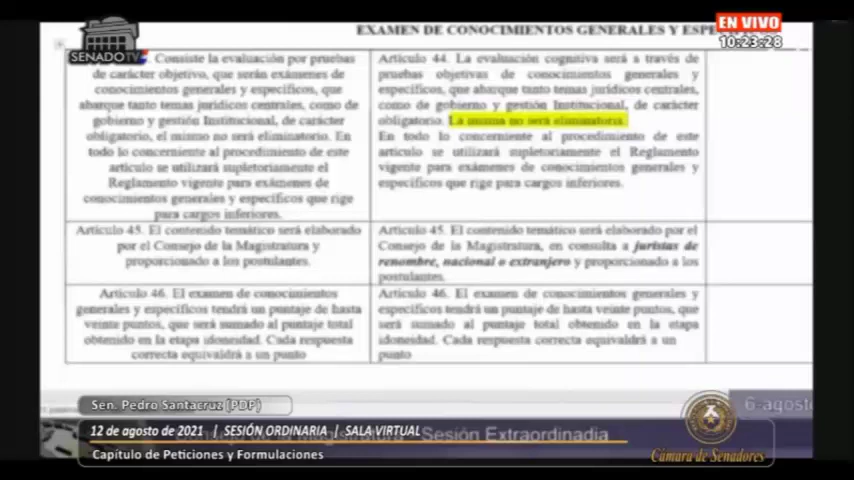 EXAMEN DE CONOCIMIENTOS GENERALES Y
EN VIVO
10:23:28
SENADOTV
. Consiste la evaluación por pruebas
de carácter objetivo, que serán exámenes de
conocimientos generales y específicos, que
abarque tanto temas jurídicos centrales, como de
gobierno y gestión Institucional, de carácter
obligatorio, el mismo no será eliminatorio. En
todo lo concerniente al procedimiento de este
artículo se utilizará supletoriamente el
Reglamento vigente para exámenes de
conocimientos generales y específicos que rige
para cargos inferiores.
Artículo 44. La evaluación cognitiva será a través de
pruebas objetivas de conocimientos generales y
específicos, que abarque tanto temas jurídicos centrales,
como de gobierno y gestión Institucional, de carácter
obligatorio. La misma no será eliminatoria.
En todo lo concerniente al procedimiento de este
artículo se utilizará supletoriamente el Reglamento
vigente para exámenes de conocimientos generales y
específicos que rige para cargos inferiores.
Artículo 45. El contenido temático será elaborado
por el Consejo de la Magistratura y
proporcionado a los postulantes.
Artículo 45. El contenido temático será elaborado por el
Consejo de la Magistratura, en consulta a juristas de
renombre, nacional o extranjero y proporcionado a los
postulantes.
Artículo 46. El examen de conocimientos
generales y específicos tendrá un puntaje de hasta
veinte puntos, que será sumado al puntaje total
obtenido en la etapa idoneidad. Cada respuesta
correcta equivaldrá a un punto
Artículo 46. El examen de conocimientos generales y
específicos tendrá un puntaje de hasta veinte puntos, que
será sumado al puntaje total obtenido en la etapa
idoneidad. Cada respuesta correcta equivaldrá a un
punto
Sen. Pedro Santacruz (PDP)
6-agosto
12 de agosto de 2021 | SESIÓN ORDINARIA | SALA VIRTUAL
Sesión Extraordinadia
Capítulo de Peticiones y Formulaciones
Cámara de Senadores